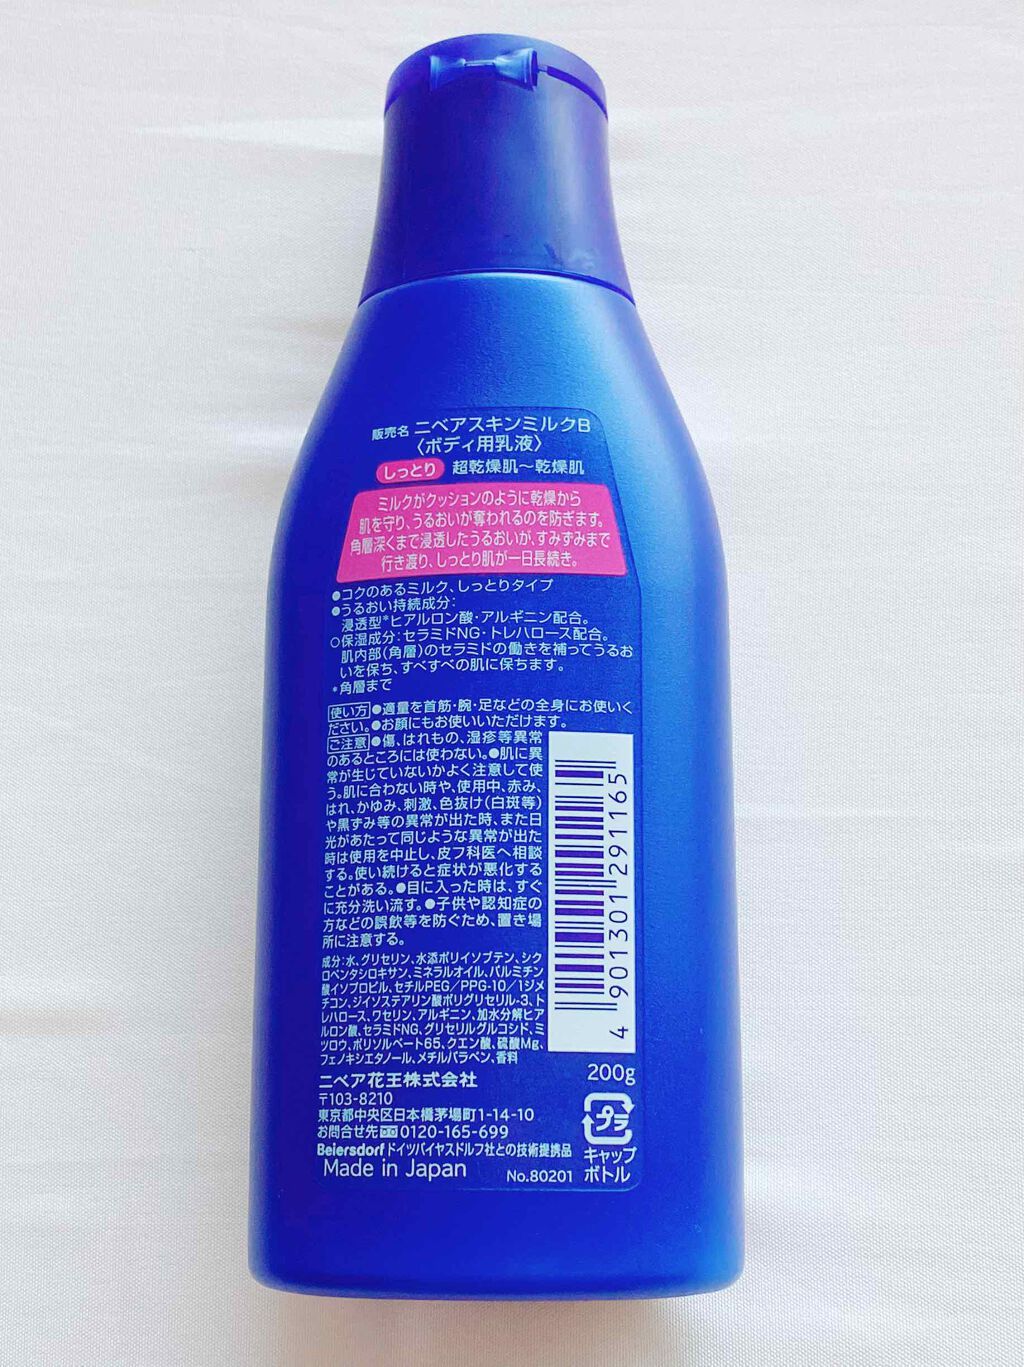 販売名 ニベアスキンミルクB
〈ボディ用乳液〉
しっとり 超乾燥肌〜乾燥肌
ミルクがクッションのように乾燥から
肌を守り、うるおいが奪われるのを防ぎます。
角層深くまで浸透したうるおいが、すみずみまで
行き渡り、しっとり肌が一日長続き。
●コクのあるミルク、しっとりタイプ
●うるおい持続成分:
浸透型*ヒアルロン酸・アルギニン配合。
○保湿成分:セラミドNG・トレハロース配合。
肌内部(角層)のセラミドの働きを補ってうるお
いを保ち、すべすべの肌に保ちます。
*角層まで
使い方●適量を首筋・腕・足などの全身にお使いく
ださい。●お顔にもお使いいただけます。
ご注意●傷、はれもの、湿疹等異常
のあるところには使わない。●肌に異
常が生じていないかよく注意して使
う。肌に合わない時や、使用中、赤み、
はれ、かゆみ、刺激、色抜け(白斑等)
や黒ずみ等の異常が出た時、また日
光があたって同じような異常が出た
時は使用を中止し、皮フ科医へ相談
する。使い続けると症状が悪化する
ことがある。●目に入った時は、すぐ
に充分洗い流す。●子供や認知症の
方などの誤飲等を防ぐため、置き場
所に注意する。
成分:水、グリセリン、水添ポリイソブテン、シク
ロペンタシロキサン、ミネラルオイル、パルミチン
酸イソプロピル、セチルPEG/PPG-10/1ジメ
チコン、ジイソステアリン酸ポリグリセリル-3、ト
レハロース、ワセリン、アルギニン、加水分解ヒア
ルロン酸、セラミドNG、グリセリルグルコシド、ミ
ツロウ、ポリソルベート65、クエン酸、硫酸Mg、
フェノキシエタノール、メチルパラベン、香料
4 901301 291165
ニベア花王株式会社
〒103-8210
東京都中央区日本橋茅場町1-14-10
お問合せ先 0120-165-699
Beiersdorf ドイツバイヤスドルフ社との技術提携品
Made in Japan
No.80201
200g
プラ
キャップ
ボトル